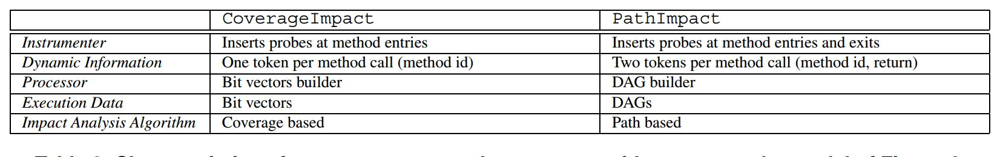 CoverageImpact PathImpact
Instrumenter Inserts probes at method entries Inserts probes at method entries and exits
Dynamic Information One token per method call (method id) Two tokens per method call (method id, return)
Processor Bit vectors builder DAG builder
Execution Data Bit vectors DAGs
Impact Analysis Algorithm Coverage based Path based